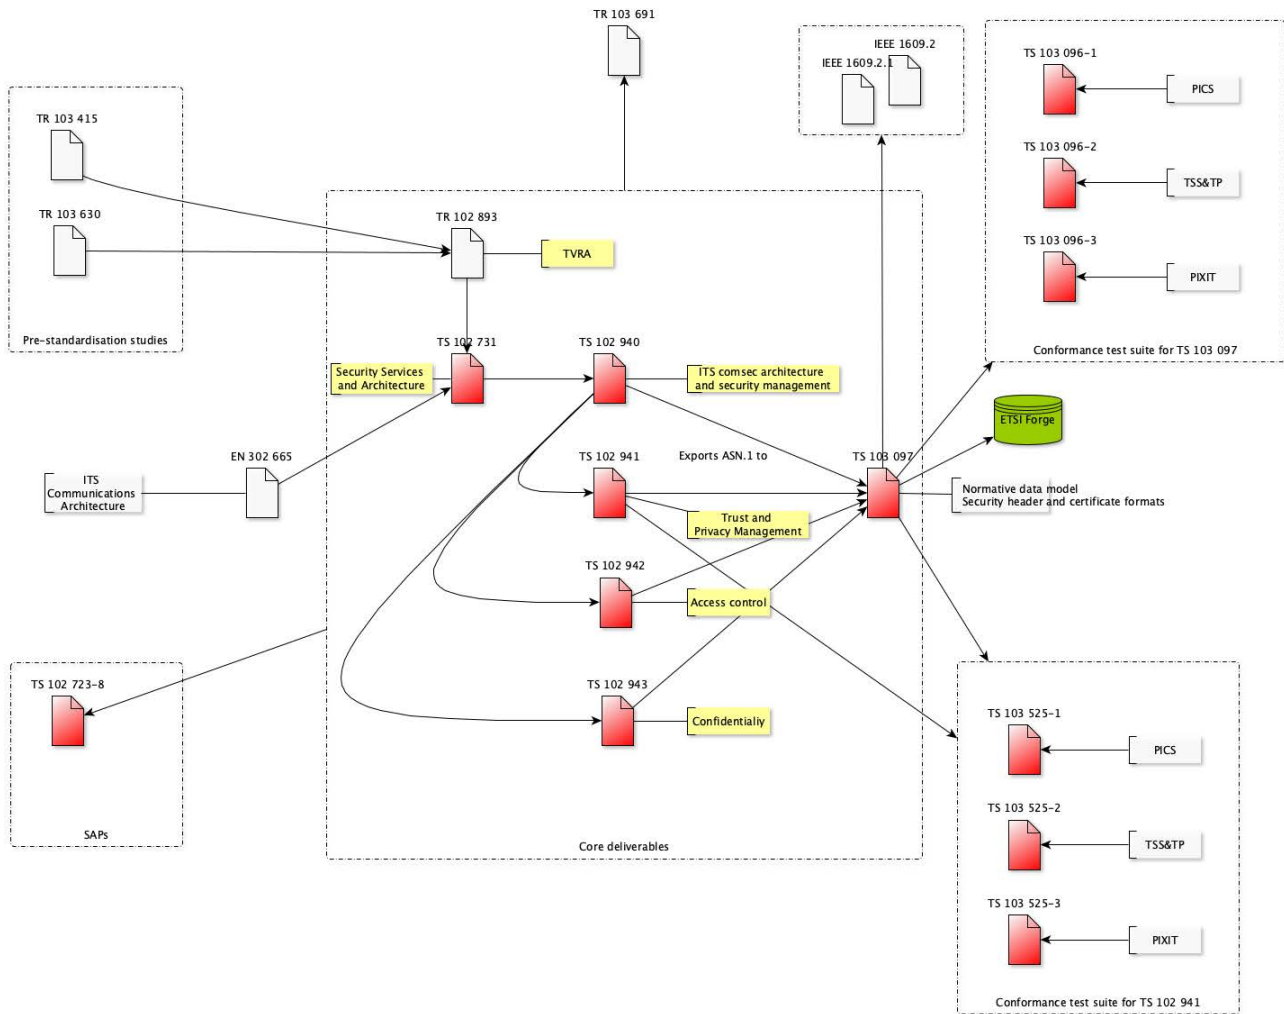 TR 103 691
IEEE 1609.2
IEEE 1609.2.1
TS 103 096-1
PICS
TS 103 096-2
TSS&TP
TS 103 096-3
PIXIT
Conformance test suite for TS 103 097
TR 103 415
TR 103 630
Pre-standardisation studies
TR 102 893
TVRA
TS 102 731
Security Services
and Architecture
TS 102 940
ITS comsec architecture
and security management
ETSI Forge
EN 302 665
ITS
Communications
Architecture
TS 102 941
Exports ASN.1 to
TS 103 097
Normative data model
Security header and certificate formats
Trust and
Privacy Management
TS 102 942
Access control
TS 102 943
Confidentialiy
Core deliverables
TS 102 723-8
SAPs
TS 103 525-1
PICS
TS 103 525-2
TSS&TP
TS 103 525-3
PIXIT
Conformance test suite for TS 102 941